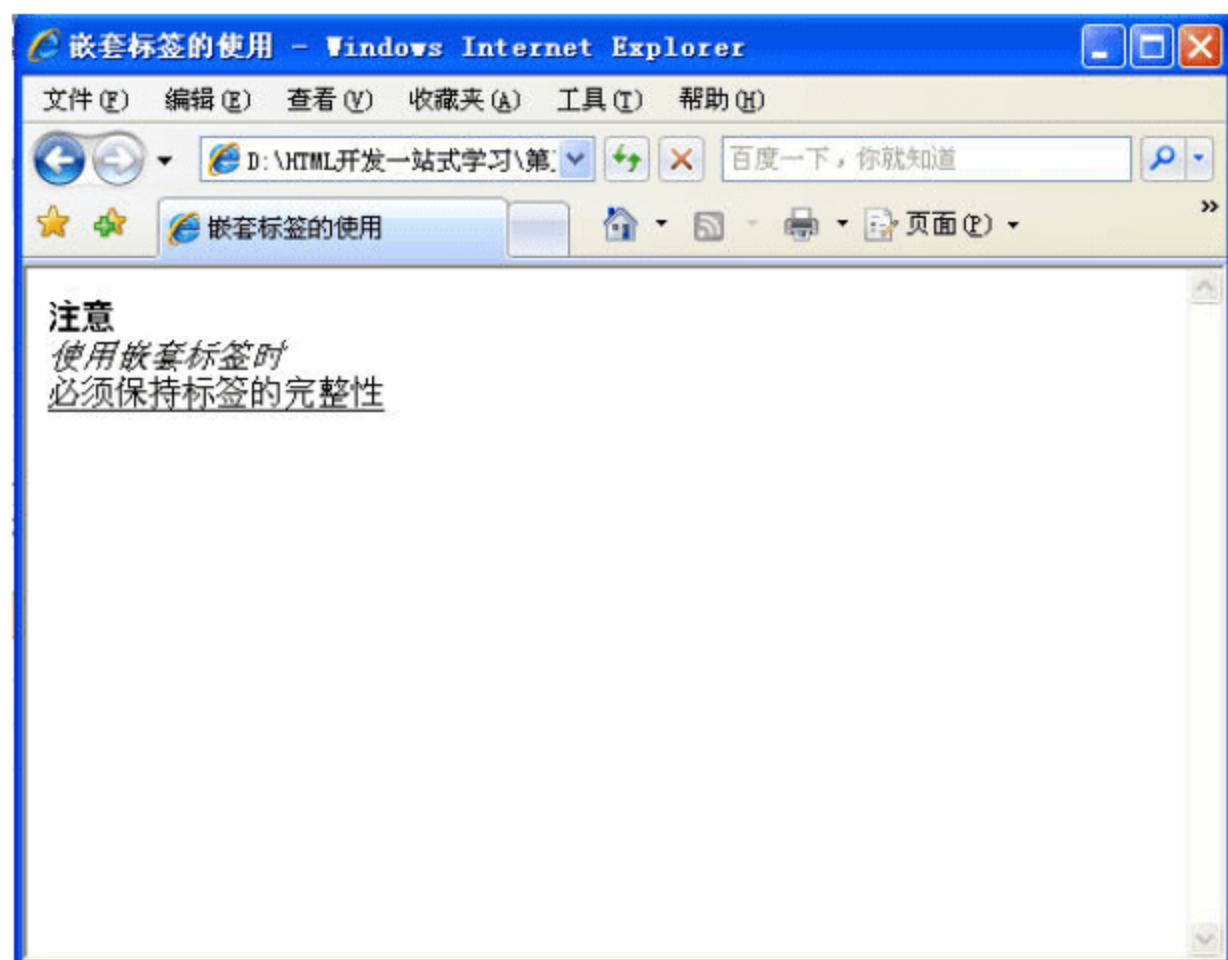 嵌套标签的使用 - Windows Internet Explorer
文件(F) 编辑(E) 查看(V) 收藏夹(A) 工具(T) 帮助(H)
D:\HTML开发一站式学习\第 百度一下，你就知道
嵌套标签的使用 页面(P) »
注意
使用嵌套标签时
必须保持标签的完整性